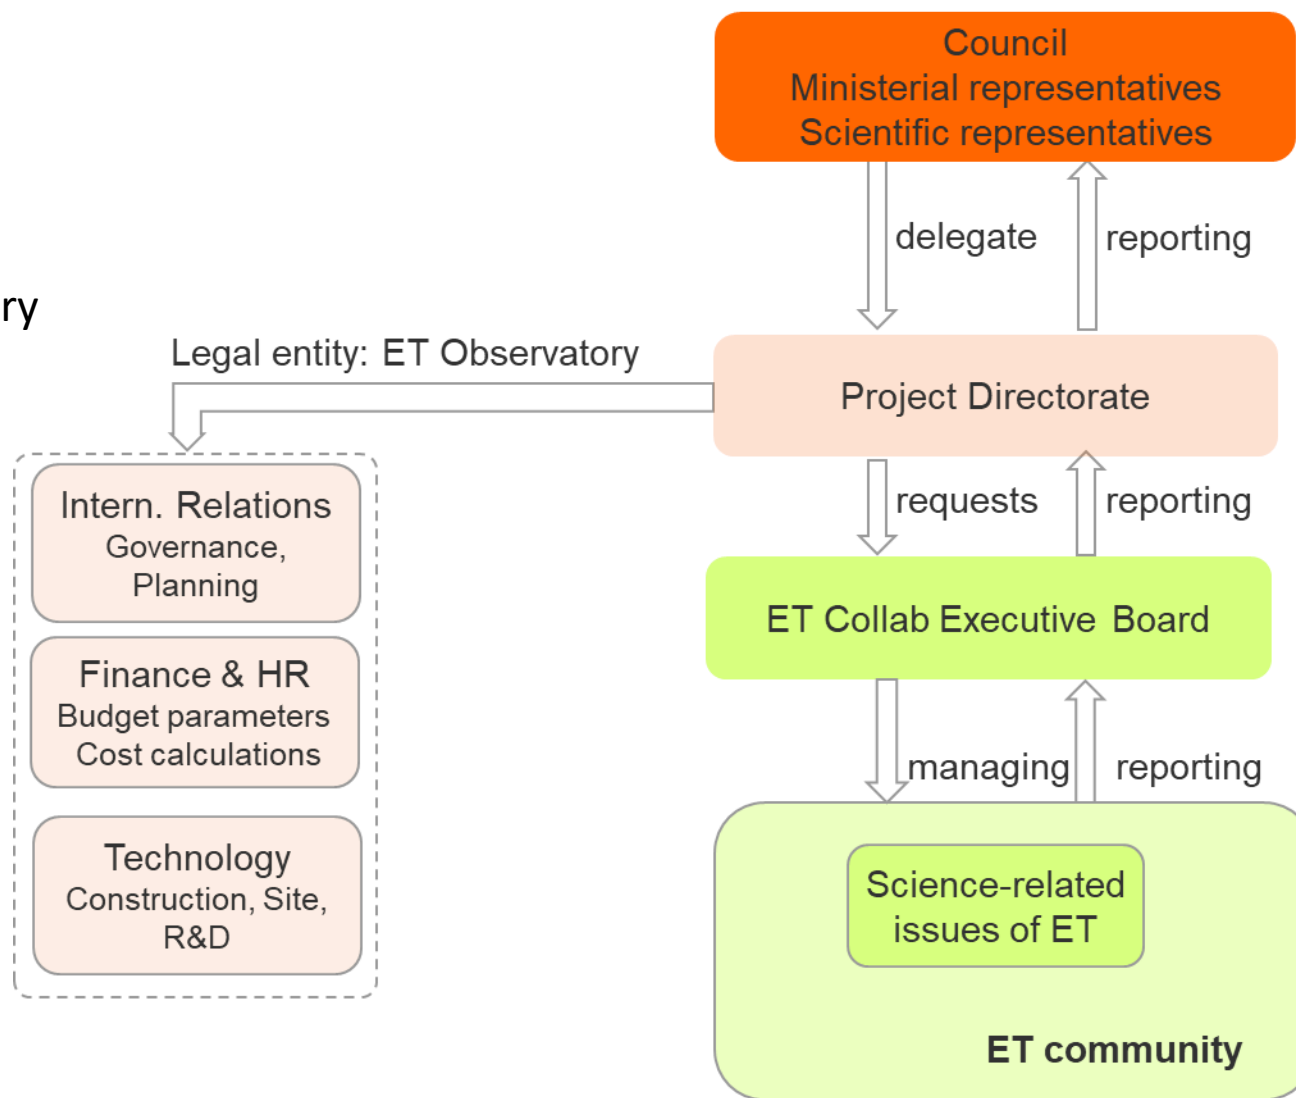 Council
Ministerial representatives
Scientific representatives
delegate
reporting
ry
Legal entity: ET Observatory
Project Directorate
requests
reporting
Intern. Relations
Governance,
Planning
ET Collab Executive Board
Finance & HR
Budget parameters
Cost calculations
managing
reporting
Technology
Construction, Site,
R&D
Science-related
issues of ET
ET community